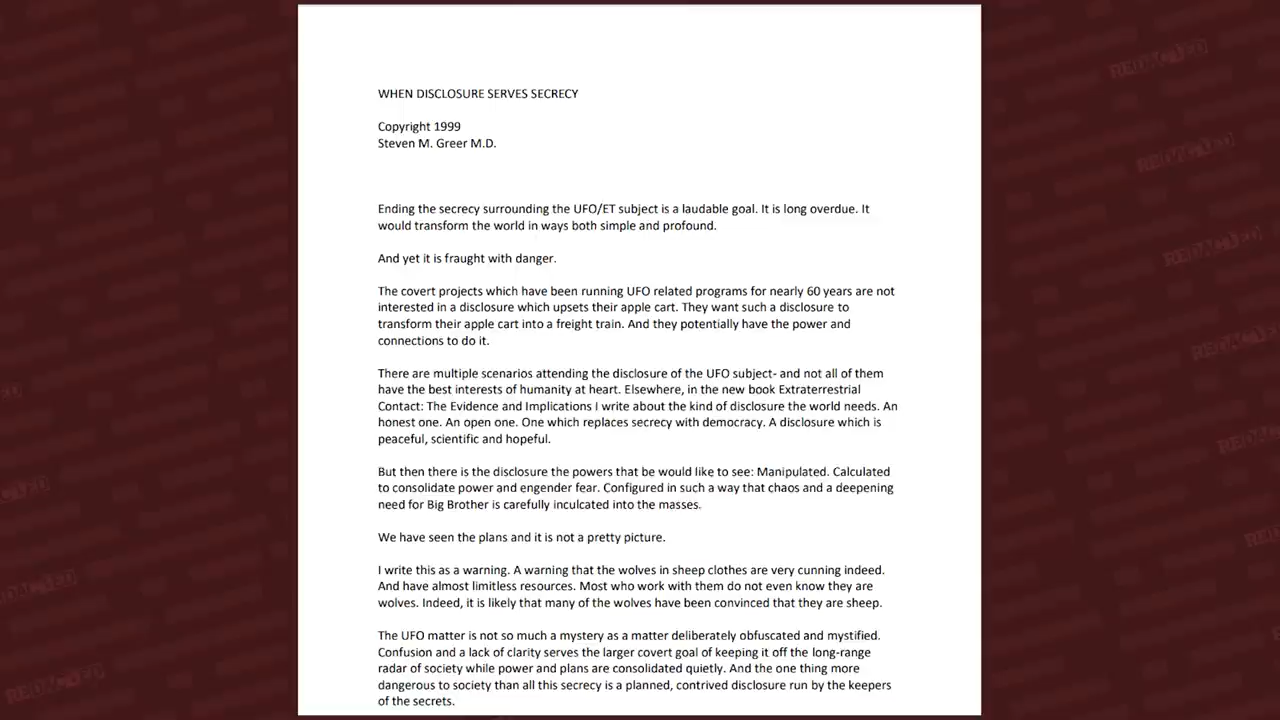 WHEN DISCLOSURE SERVES SECRECY
Copyright 1999
Steven M. Greer M.D.
Ending the secrecy surrounding the UFO/ET subject is a laudable goal. It is long overdue. It
would transform the world in ways both simple and profound.
And yet it is fraught with danger.
The covert projects which have been running UFO related programs for nearly 60 years are not
interested in a disclosure which upsets their apple cart. They want such a disclosure to
transform their apple cart into a freight train. And they potentially have the power and
connections to do it.
There are multiple scenarios attending the disclosure of the UFO subject- and not all of them
have the best interests of humanity at heart. Elsewhere, in the new book Extraterrestrial
Contact: The Evidence and Implications I write about the kind of disclosure the world needs. An
honest one. An open one. One which replaces secrecy with democracy. A disclosure which is
peaceful, scientific and hopeful.
But then there is the disclosure the powers that be would like to see: Manipulated. Calculated
to consolidate power and engender fear. Configured in such a way that chaos and a deepening
need for Big Brother is carefully inculcated into the masses.
We have seen the plans and it is not a pretty picture.
I write this as a warning. A warning that the wolves in sheep clothes are very cunning indeed.
And have almost limitless resources. Most who work with them do not even know they are
wolves. Indeed, it is likely that many of the wolves have been convinced that they are sheep.
The UFO matter is not so much a mystery as a matter deliberately obfuscated and mystified.
Confusion and a lack of clarity serves the larger covert goal of keeping it off the long-range
radar of society while power and plans are consolidated quietly. And the one thing more
dangerous to society than all this secrecy is a planned, contrived disclosure run by the keepers
of the secrets.
REDACTED
REDACTED
REDACTED
REDACTED